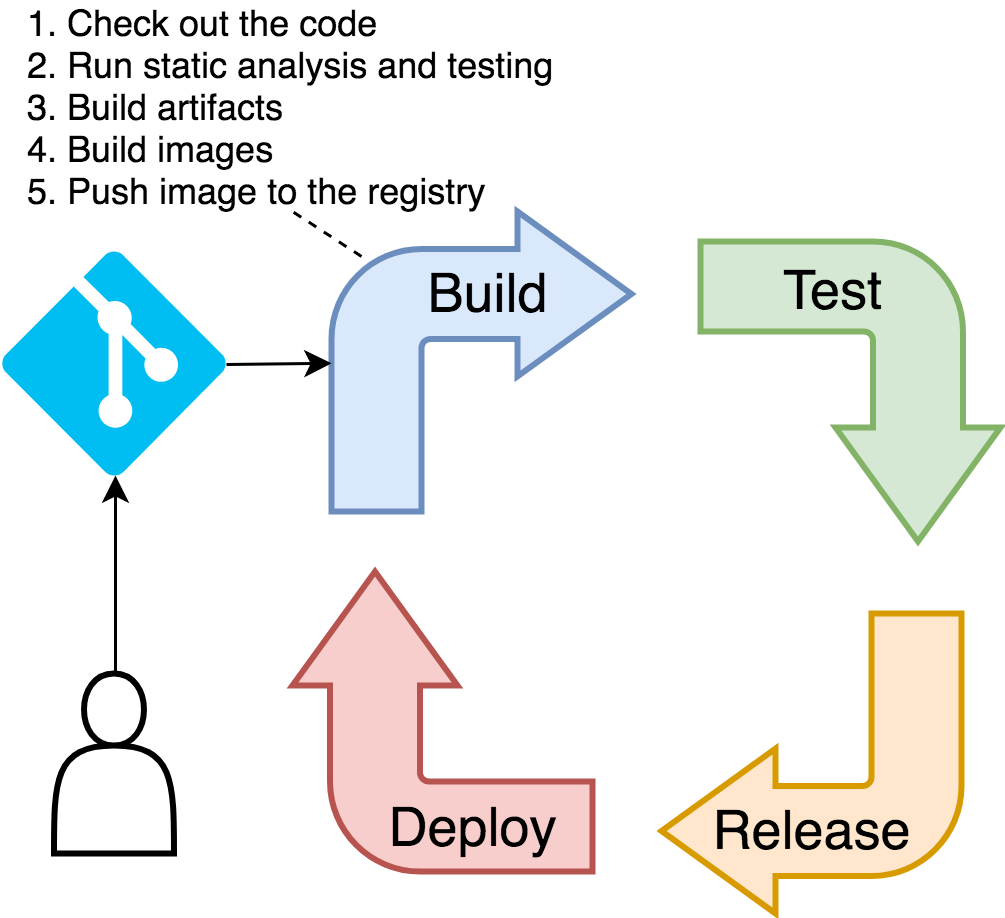 1. Check out the code
2. Run static analysis and testing
3. Build artifacts
4. Build images
5. Push image to the registry
Build
Test
Deploy
Release